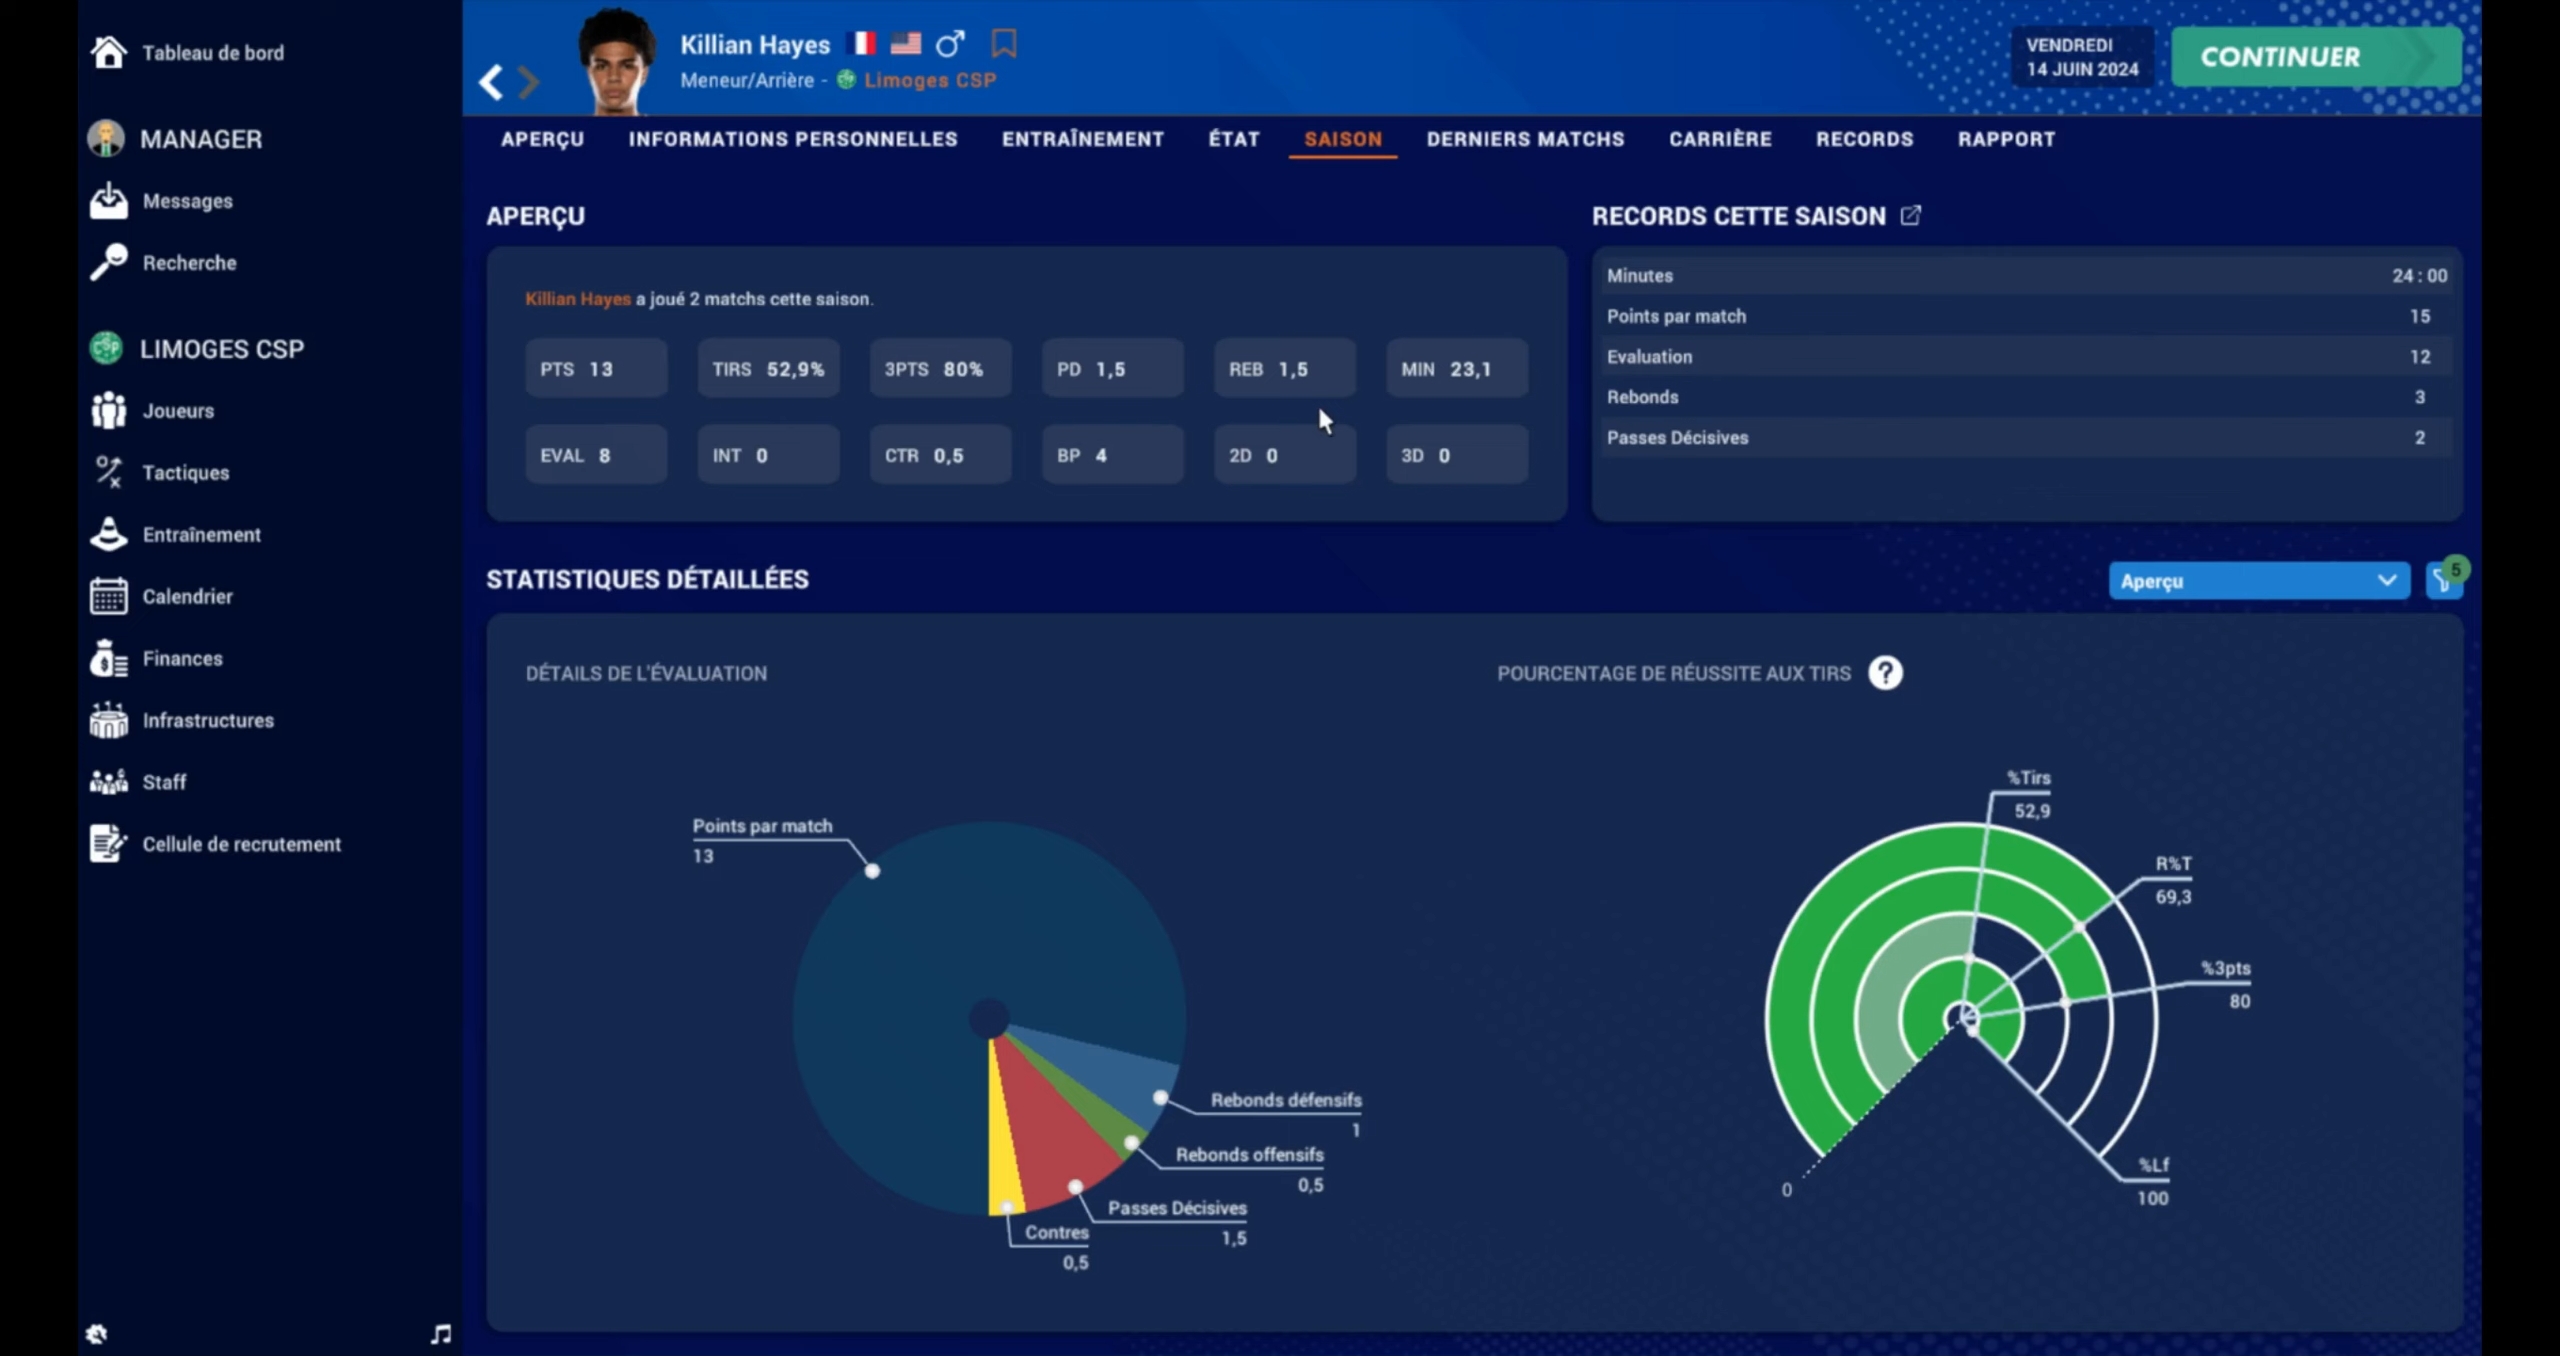 Tableau de bord
MANAGER
Messages
Recherche
LIMOGES CSP
Joueurs
Tactiques
Entraînement
Calendrier
Finances
Infrastructures
Staff
Cellule de recrutement
Killian Hayes
Meneur/Arrière - Limoges CSP
VENDREDI
14 JUIN 2024
CONTINUER
APERÇU INFORMATIONS PERSONNELLES ENTRAÎNEMENT ÉTAT SAISON DERNIERS MATCHS CARRIÈRE RECORDS RAPPORT
APERÇU
Killian Hayes a joué 2 matchs cette saison.
PTS 13 TIRS 52,9% 3PTS 80% PD 1,5 REB 1,5 MIN 23,1
EVAL 8 INT 0 CTR 0,5 BP 4 2D 0 3D 0
RECORDS CETTE SAISON
Minutes 24 : 00
Points par match 15
Evaluation 12
Rebonds 3
Passes Décisives 2
STATISTIQUES DÉTAILLÉES
Aperçu
5
DÉTAILS DE L'ÉVALUATION
Points par match
13
Rebonds défensifs
1
Rebonds offensifs
0,5
Passes Décisives
1,5
Contres
0,5
POURCENTAGE DE RÉUSSITE AUX TIRS ?
%Tirs
52,9
R%T
69,3
%3pts
80
%Lf
100
0